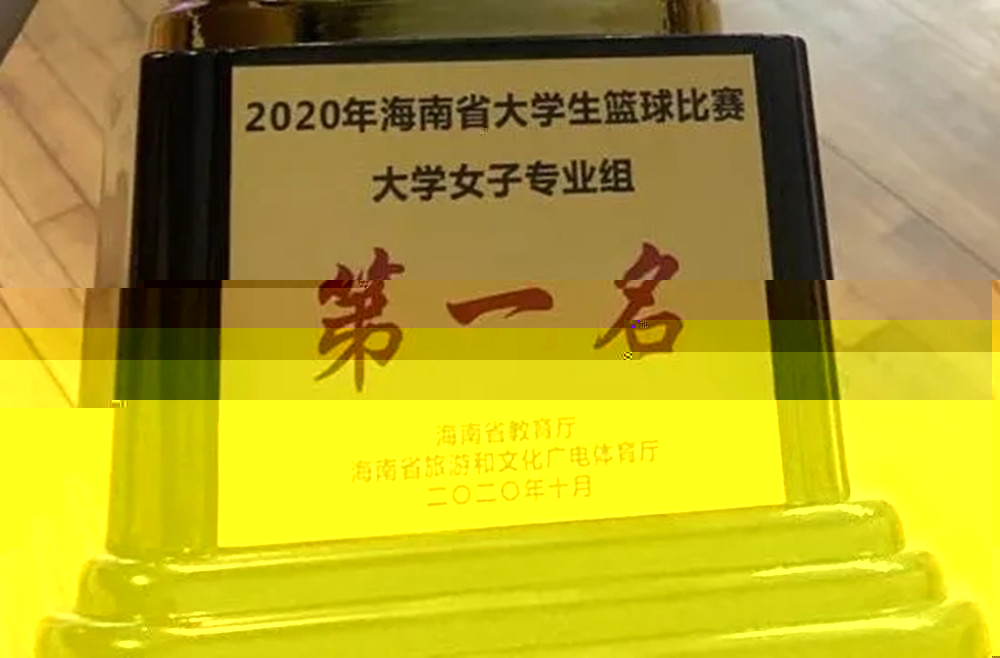 2020年海南省大学生篮球比赛
大学女子专业组
第一名
海南省教育厅
海南省旅游和文化广电体育厅
二〇二〇年十月